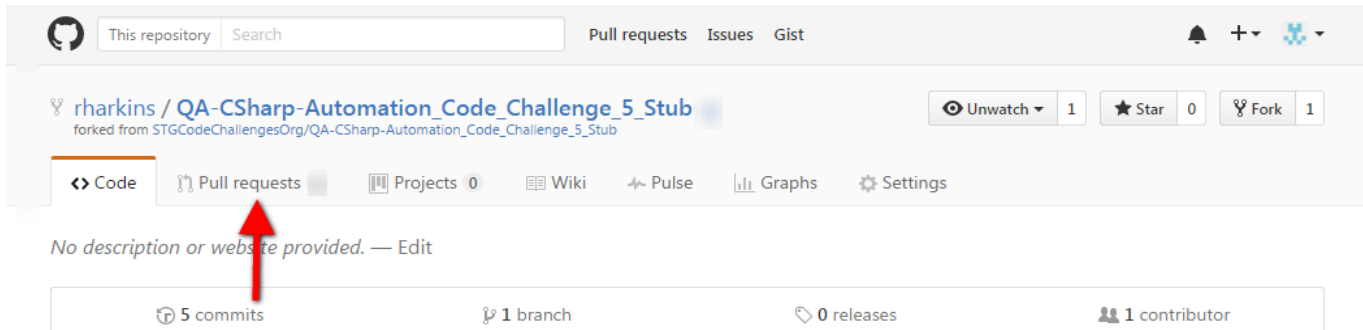 This repository Search Pull requests Issues Gist
rharkins / QA-CSharp-Automation_Code_Challenge_5_Stub Unwatch 1 Star 0 Fork 1
forked from STGCodeChallengesOrg/QA-CSharp-Automation_Code_Challenge_5_Stub
<> Code Pull requests Projects 0 Wiki Pulse Graphs Settings
No description or website provided. — Edit
5 commits 1 branch 0 releases 1 contributor